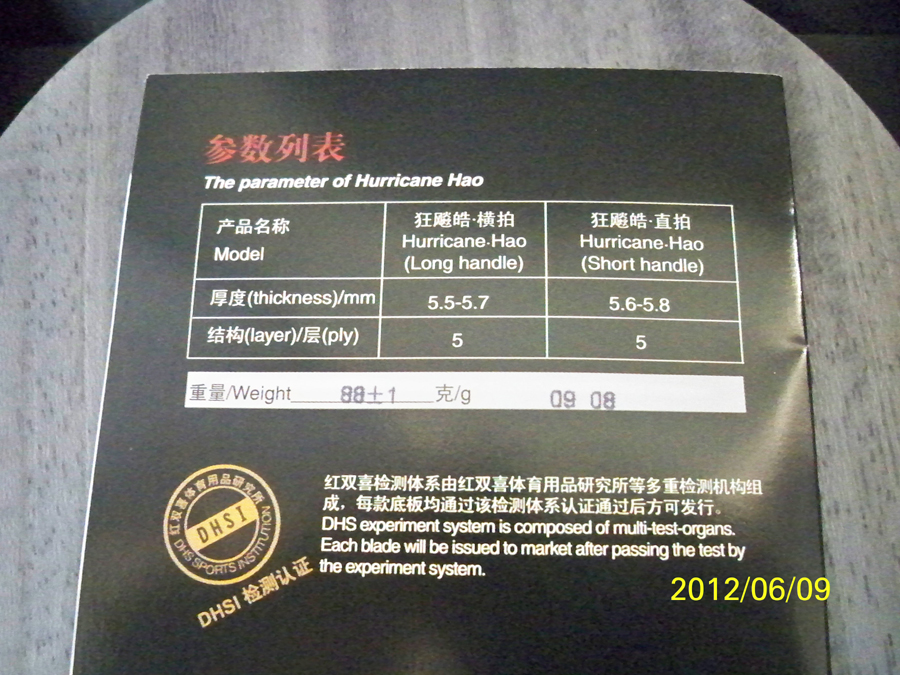 参数列表
The parameter of Hurricane Hao
产品名称
Model
狂飚皓·横拍
Hurricane·Hao
(Long handle)
狂飚皓·直拍
Hurricane·Hao
(Short handle)
厚度(thickness)/mm 5.5-5.7 5.6-5.8
结构(layer)/层(ply) 5 5
重量/Weight 88±1 克/g 09 08
红双喜体育用品研究所
DHSI
DHS SPORTS INSTITUTION
DHSI 检测认证
红双喜检测体系由红双喜体育用品研究所等多重检测机构组
成，每款底板均通过该检测体系认证通过后方可发行。
DHS experiment system is composed of multi-test-organs.
Each blade will be issued to market after passing the test by
the experiment system.
2012/06/09